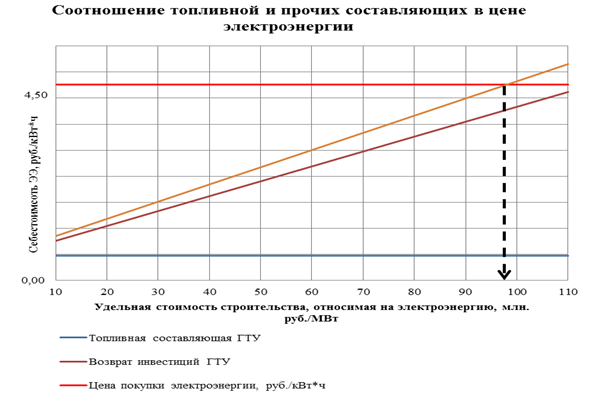 Соотношение топливной и прочих составляющих в цене
электроэнергии
Себестоимость ЭЭ, руб/кВт*ч
4,50
0,00
10 20 30 40 50 60 70 80 90 100 110
Удельная стоимость строительства, относимая на электроэнергию, млн.
руб./МВт
Топливная составляющая ГТУ
Возврат инвестиций ГТУ
Цена покупки электроэнергии, руб./кВт*ч